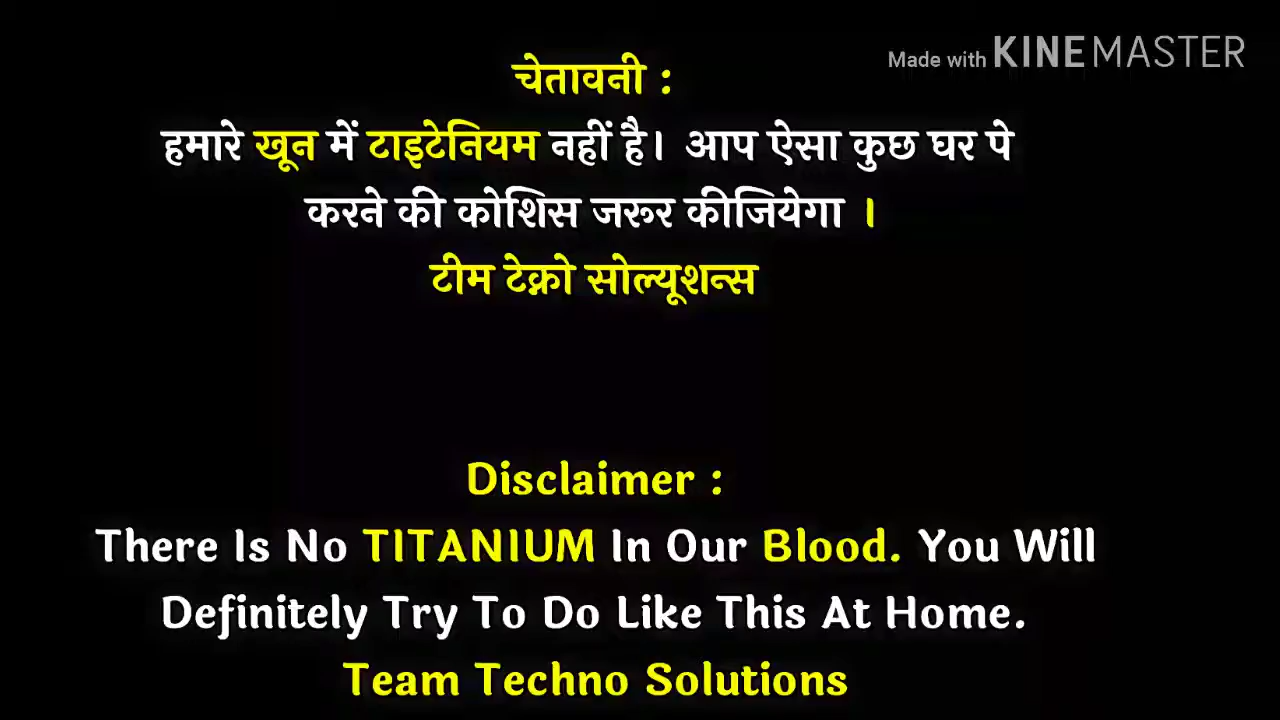 Made with KINEMASTER
चेतावनी :
हमारे खून में टाइटेनियम नहीं है। आप ऐसा कुछ घर पे
करने की कोशिस जरूर कीजियेगा ।
टीम टेक्नो सोल्यूशन्स
Disclaimer :
There Is No TITANIUM In Our Blood. You Will
Definitely Try To Do Like This At Home.
Team Techno Solutions